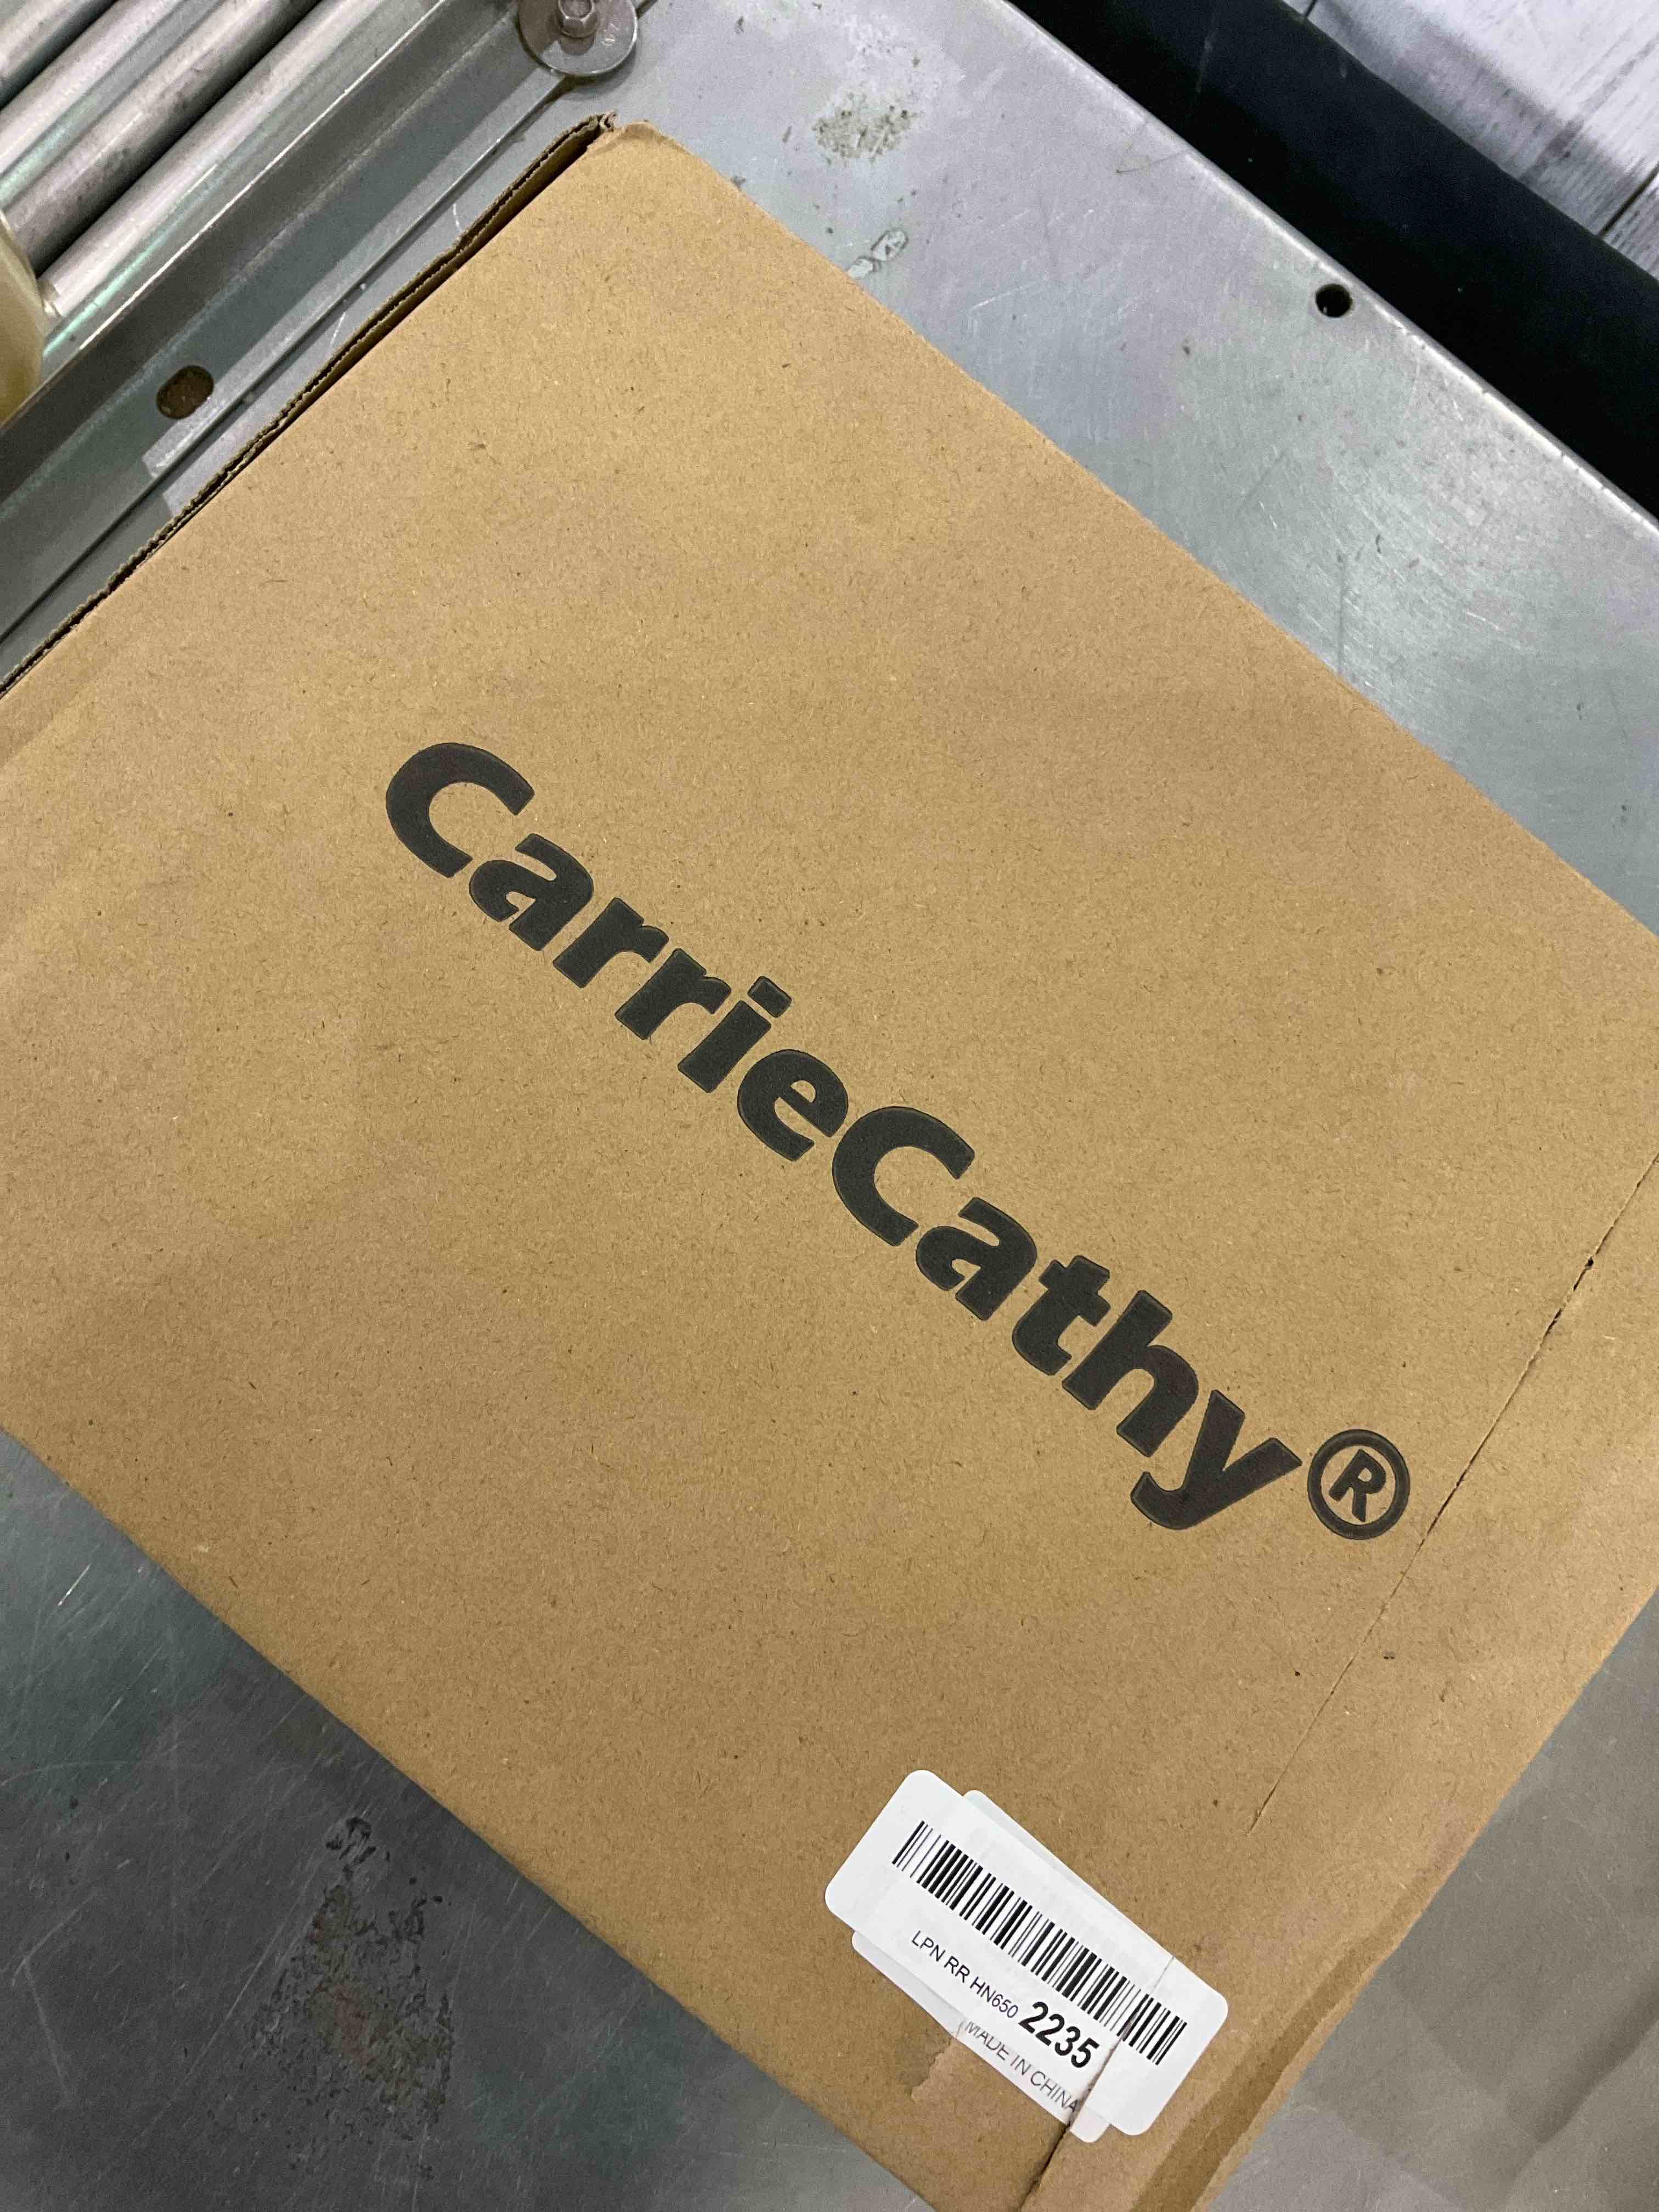 CarrieCathy®
LPN RR HN650 2235
MADE IN CHINA